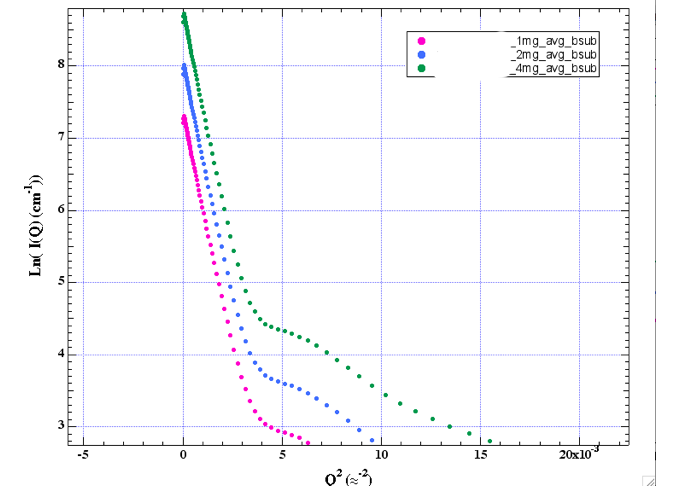 _1mg_avg_bsub
_2mg_avg_bsub
_4mg_avg_bsub
8
7
6
5
4
3
Ln( I(Q) (cm⁻¹))
-5 0 5 10 15 20x10⁻³
Q² (≈⁻²)